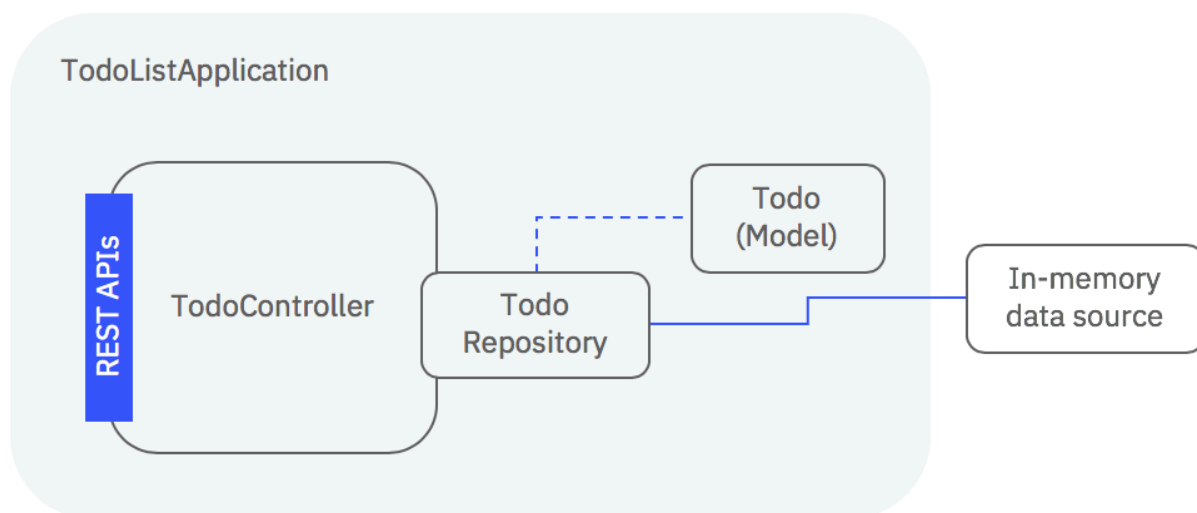 TodoListApplication
REST APIs
TodoController
Todo
Repository
Todo
(Model)
In-memory
data source